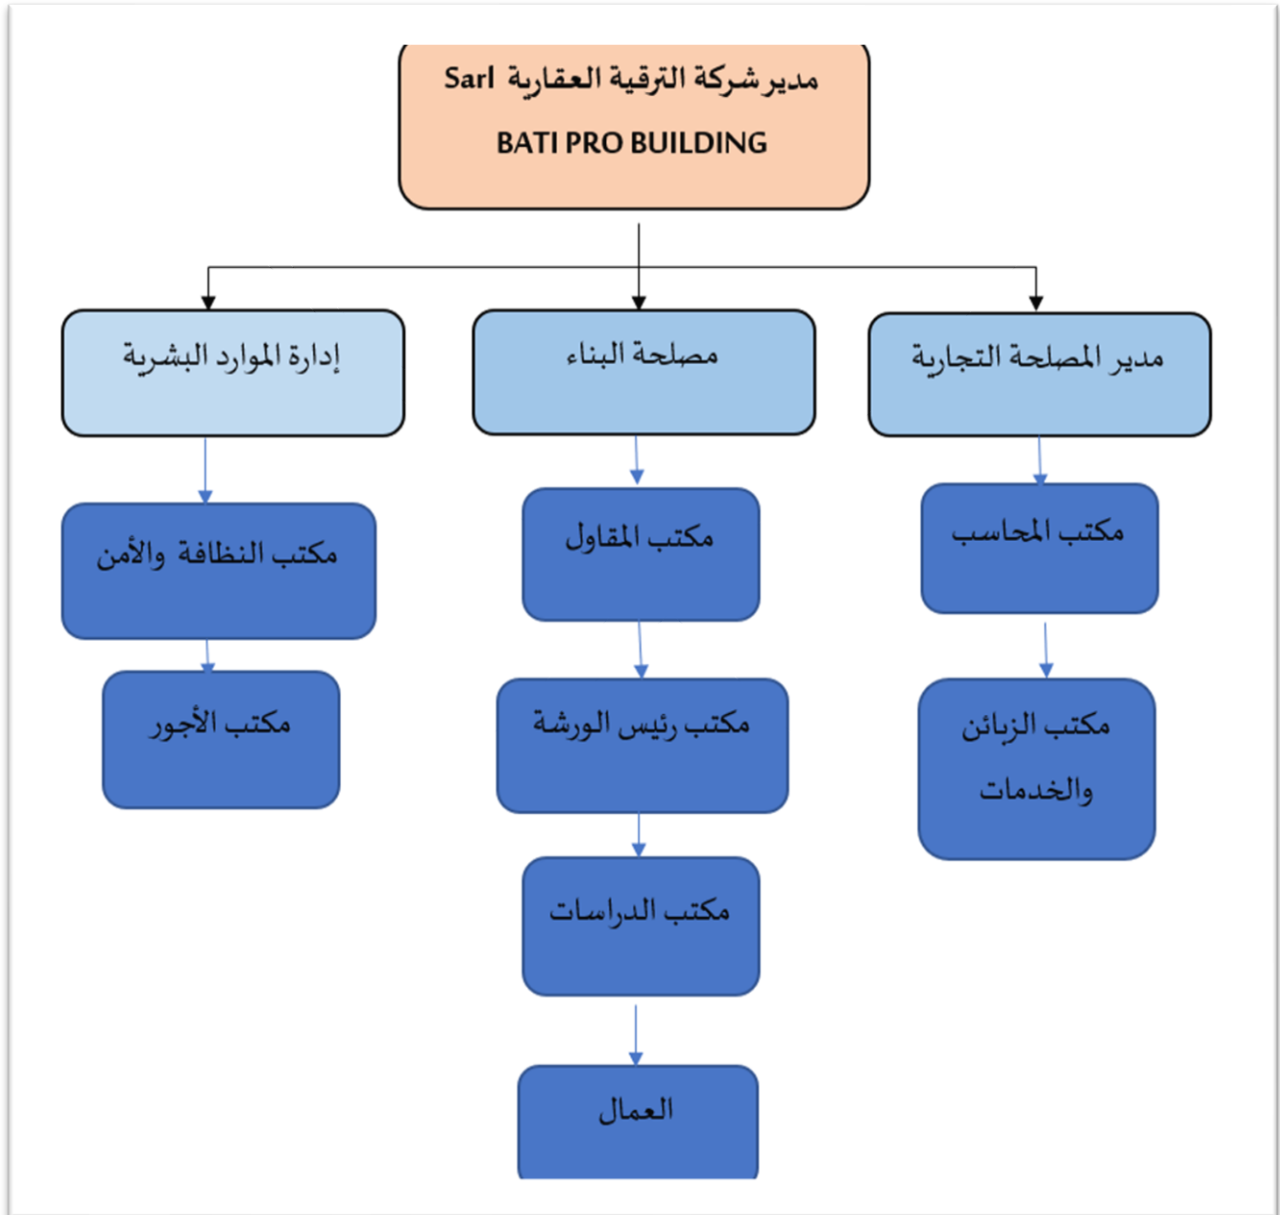 مدير شركة الترقية العقارية Sarl
BATI PRO BUILDING
مدير المصلحة التجارية
مصلحة البناء
إدارة الموارد البشرية
مكتب المحاسب
مكتب المقاول
مكتب النظافة والأمن
مكتب الزبائن
والخدمات
مكتب رئيس الورشة
مكتب الأجور
مكتب الدراسات
العمال